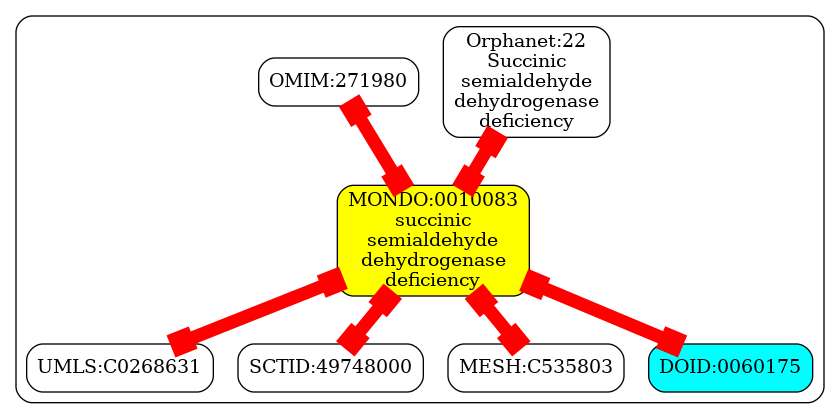 OMIM:271980
Orphanet:22
Succinic
semialdehyde
dehydrogenase
deficiency
MONDO:0010083
succinic
semialdehyde
dehydrogenase
deficiency
UMLS:C0268631
SCTID:49748000
MESH:C535803
DOID:0060175